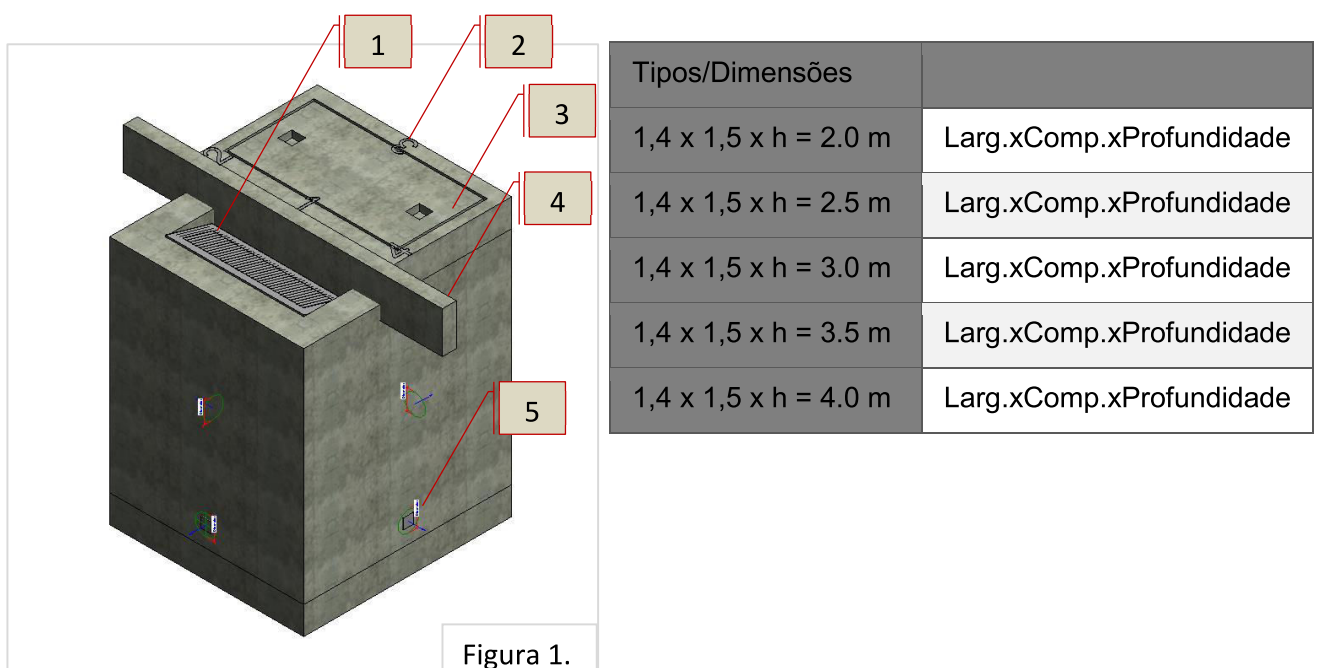 1
2
3
4
5
Figura 1.
Tipos/Dimensões
1,4 x 1,5 x h = 2.0 m Larg.xComp.xProfundidade
1,4 x 1,5 x h = 2.5 m Larg.xComp.xProfundidade
1,4 x 1,5 x h = 3.0 m Larg.xComp.xProfundidade
1,4 x 1,5 x h = 3.5 m Larg.xComp.xProfundidade
1,4 x 1,5 x h = 4.0 m Larg.xComp.xProfundidade